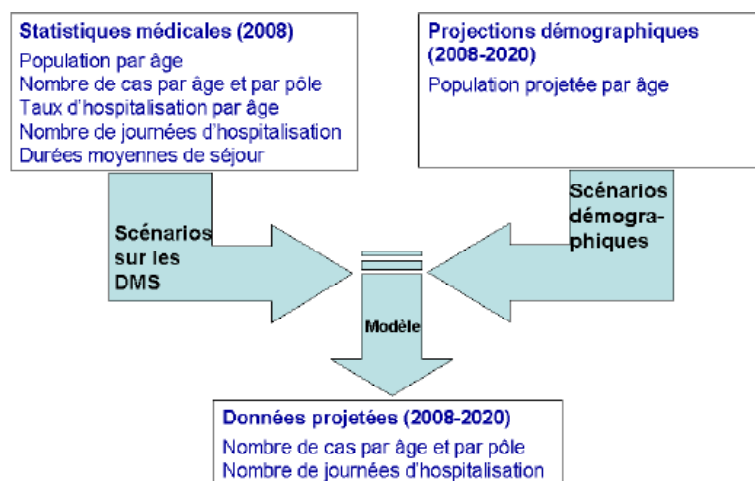 Statistiques médicales (2008)
Population par âge
Nombre de cas par âge et par pôle
Taux d'hospitalisation par âge
Nombre de journées d'hospitalisation
Durées moyennes de séjour
Projections démographiques
(2008-2020)
Population projetée par âge
Scénarios
sur les
DMS
Scénarios
démogra-
phiques
Modèle
Données projetées (2008-2020)
Nombre de cas par âge et par pôle
Nombre de journées d'hospitalisation